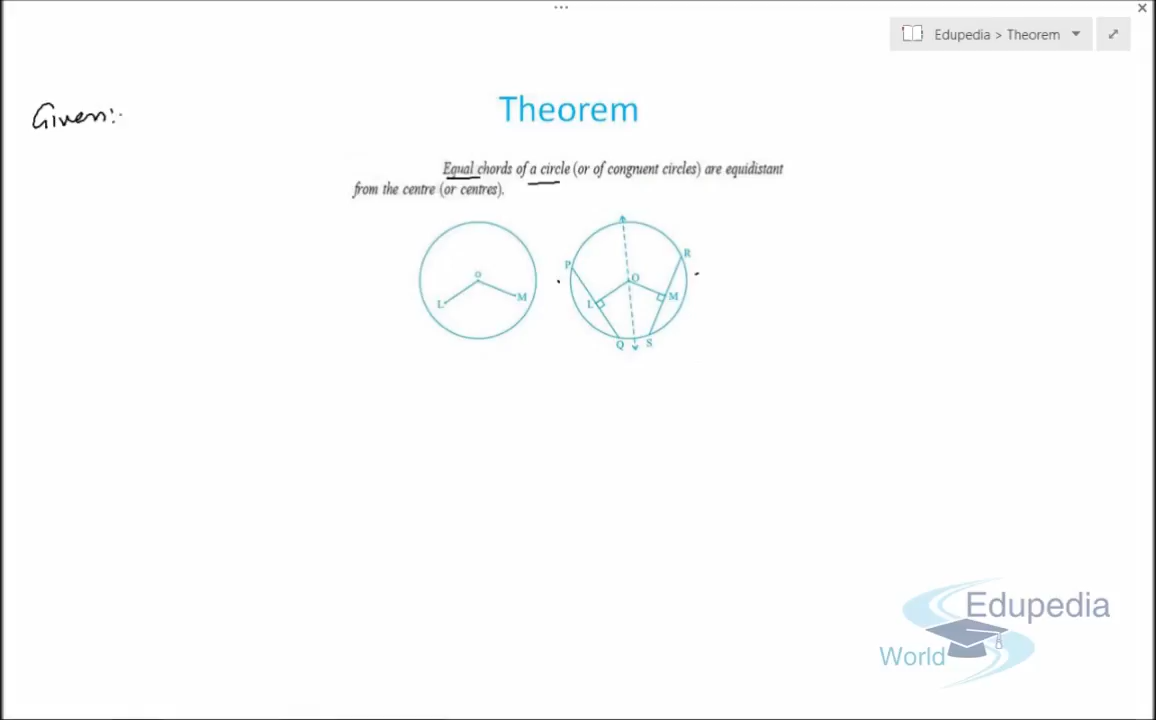 Edupedia > Theorem
Given:-
Theorem
Equal chords of a circle (or of congruent circles) are equidistant
from the centre (or centres).
O
L
M
P
R
O
L
M
Q
S
Edupedia
World